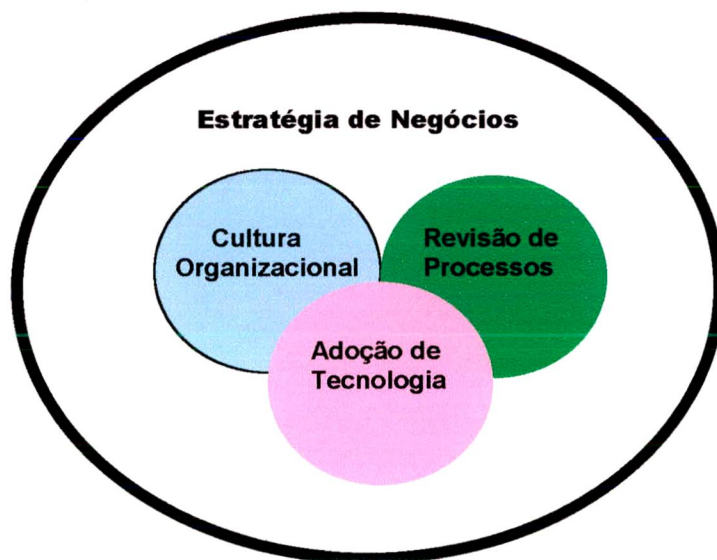 Estratégia de Negócios
Cultura
Organizacional
Revisão de
Processos
Adoção de
Tecnologia